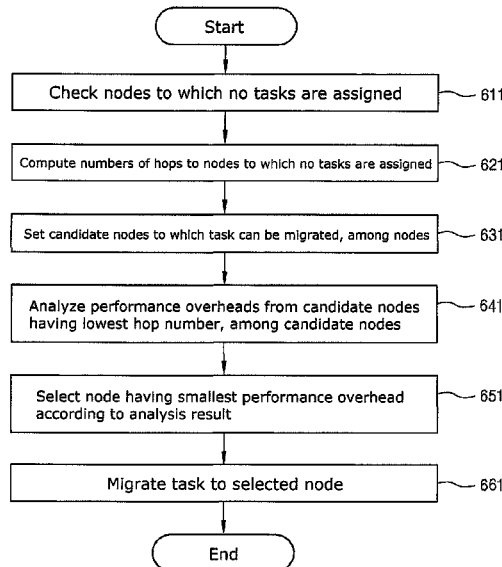 Start
Check nodes to which no tasks are assigned
611
Compute numbers of hops to nodes to which no tasks are assigned
621
Set candidate nodes to which task can be migrated, among nodes
631
Analyze performance overheads from candidate nodes
having lowest hop number, among candidate nodes
641
Select node having smallest performance overhead
according to analysis result
651
Migrate task to selected node
661
End